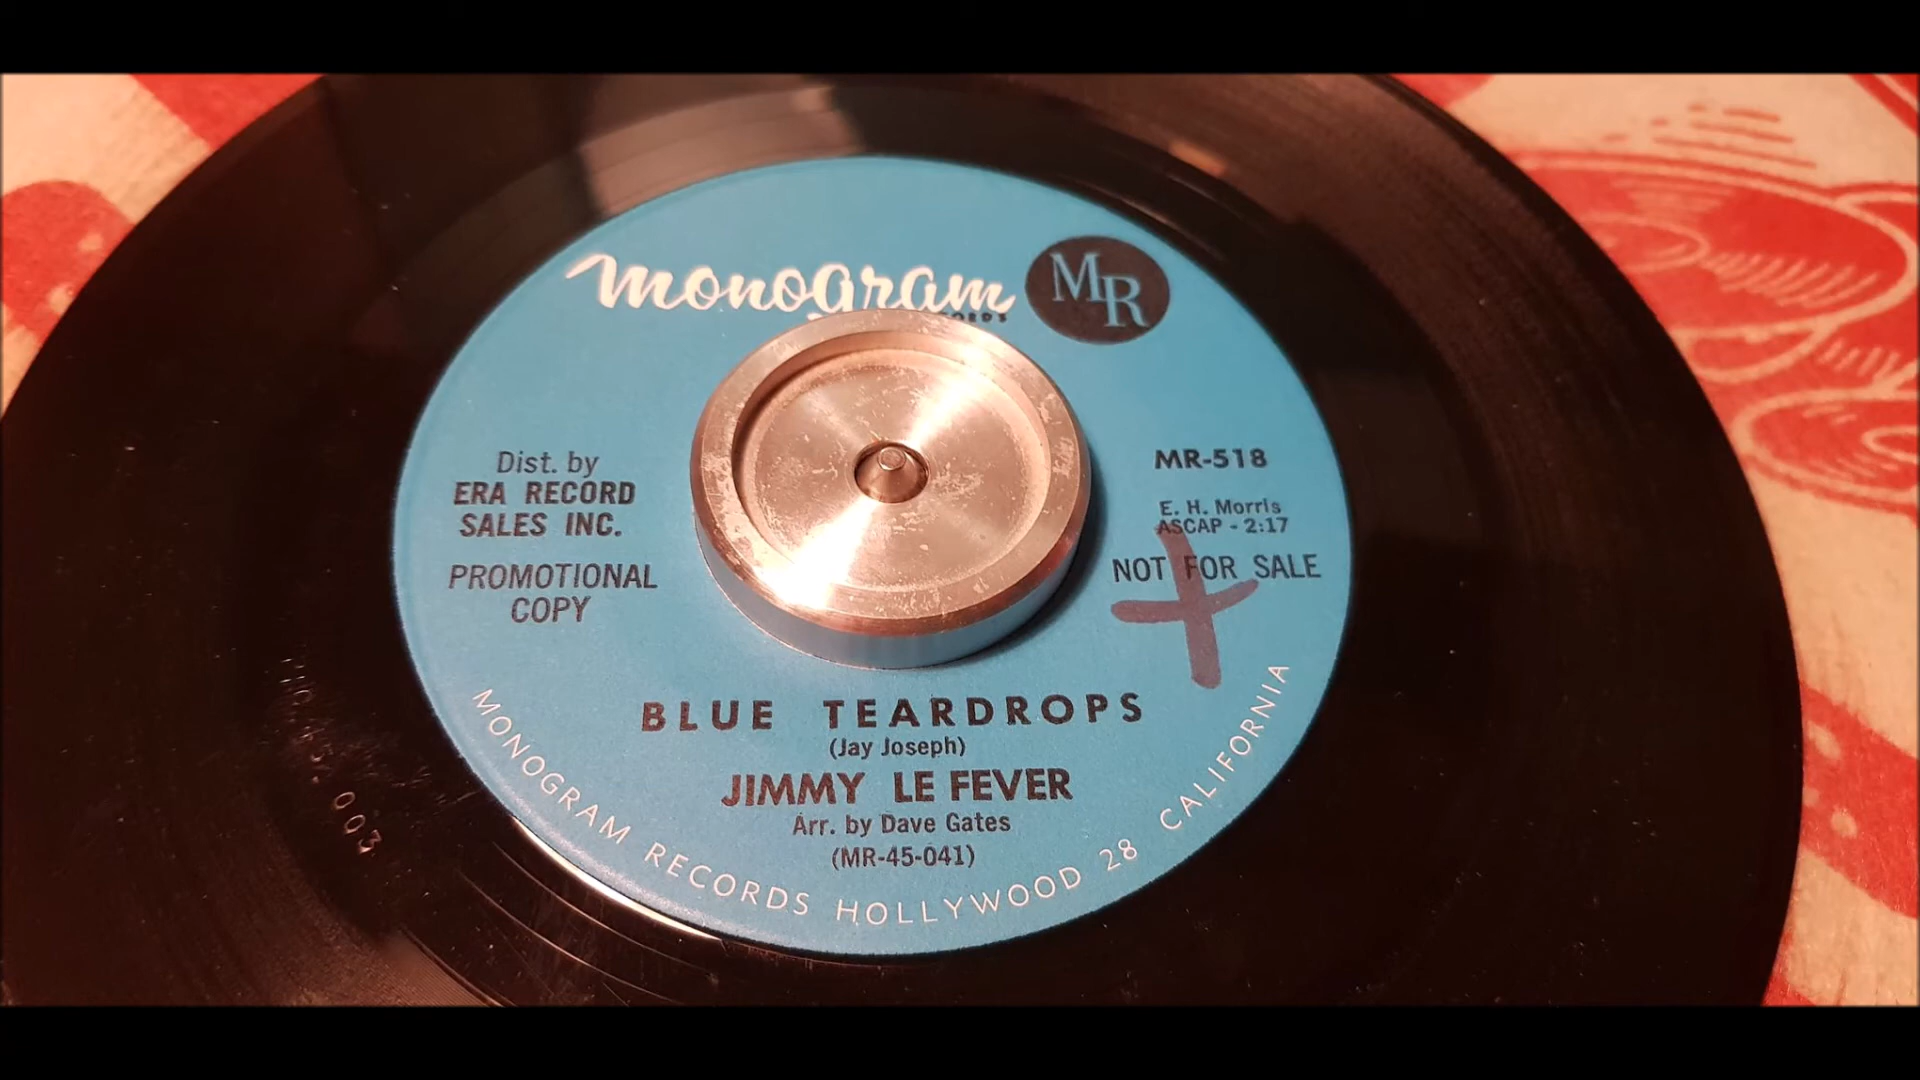 monogram
MR
Dist. by
ERA RECORD
SALES INC.
PROMOTIONAL
COPY
MR-518
E. H. Morris
ASCAP - 2:17
NOT FOR SALE
BLUE TEARDROPS
(Jay Joseph)
JIMMY LE FEVER
Arr. by Dave Gates
(MR-45-041)
MONOGRAM RECORDS HOLLYWOOD 28 CALIFORNIA
003